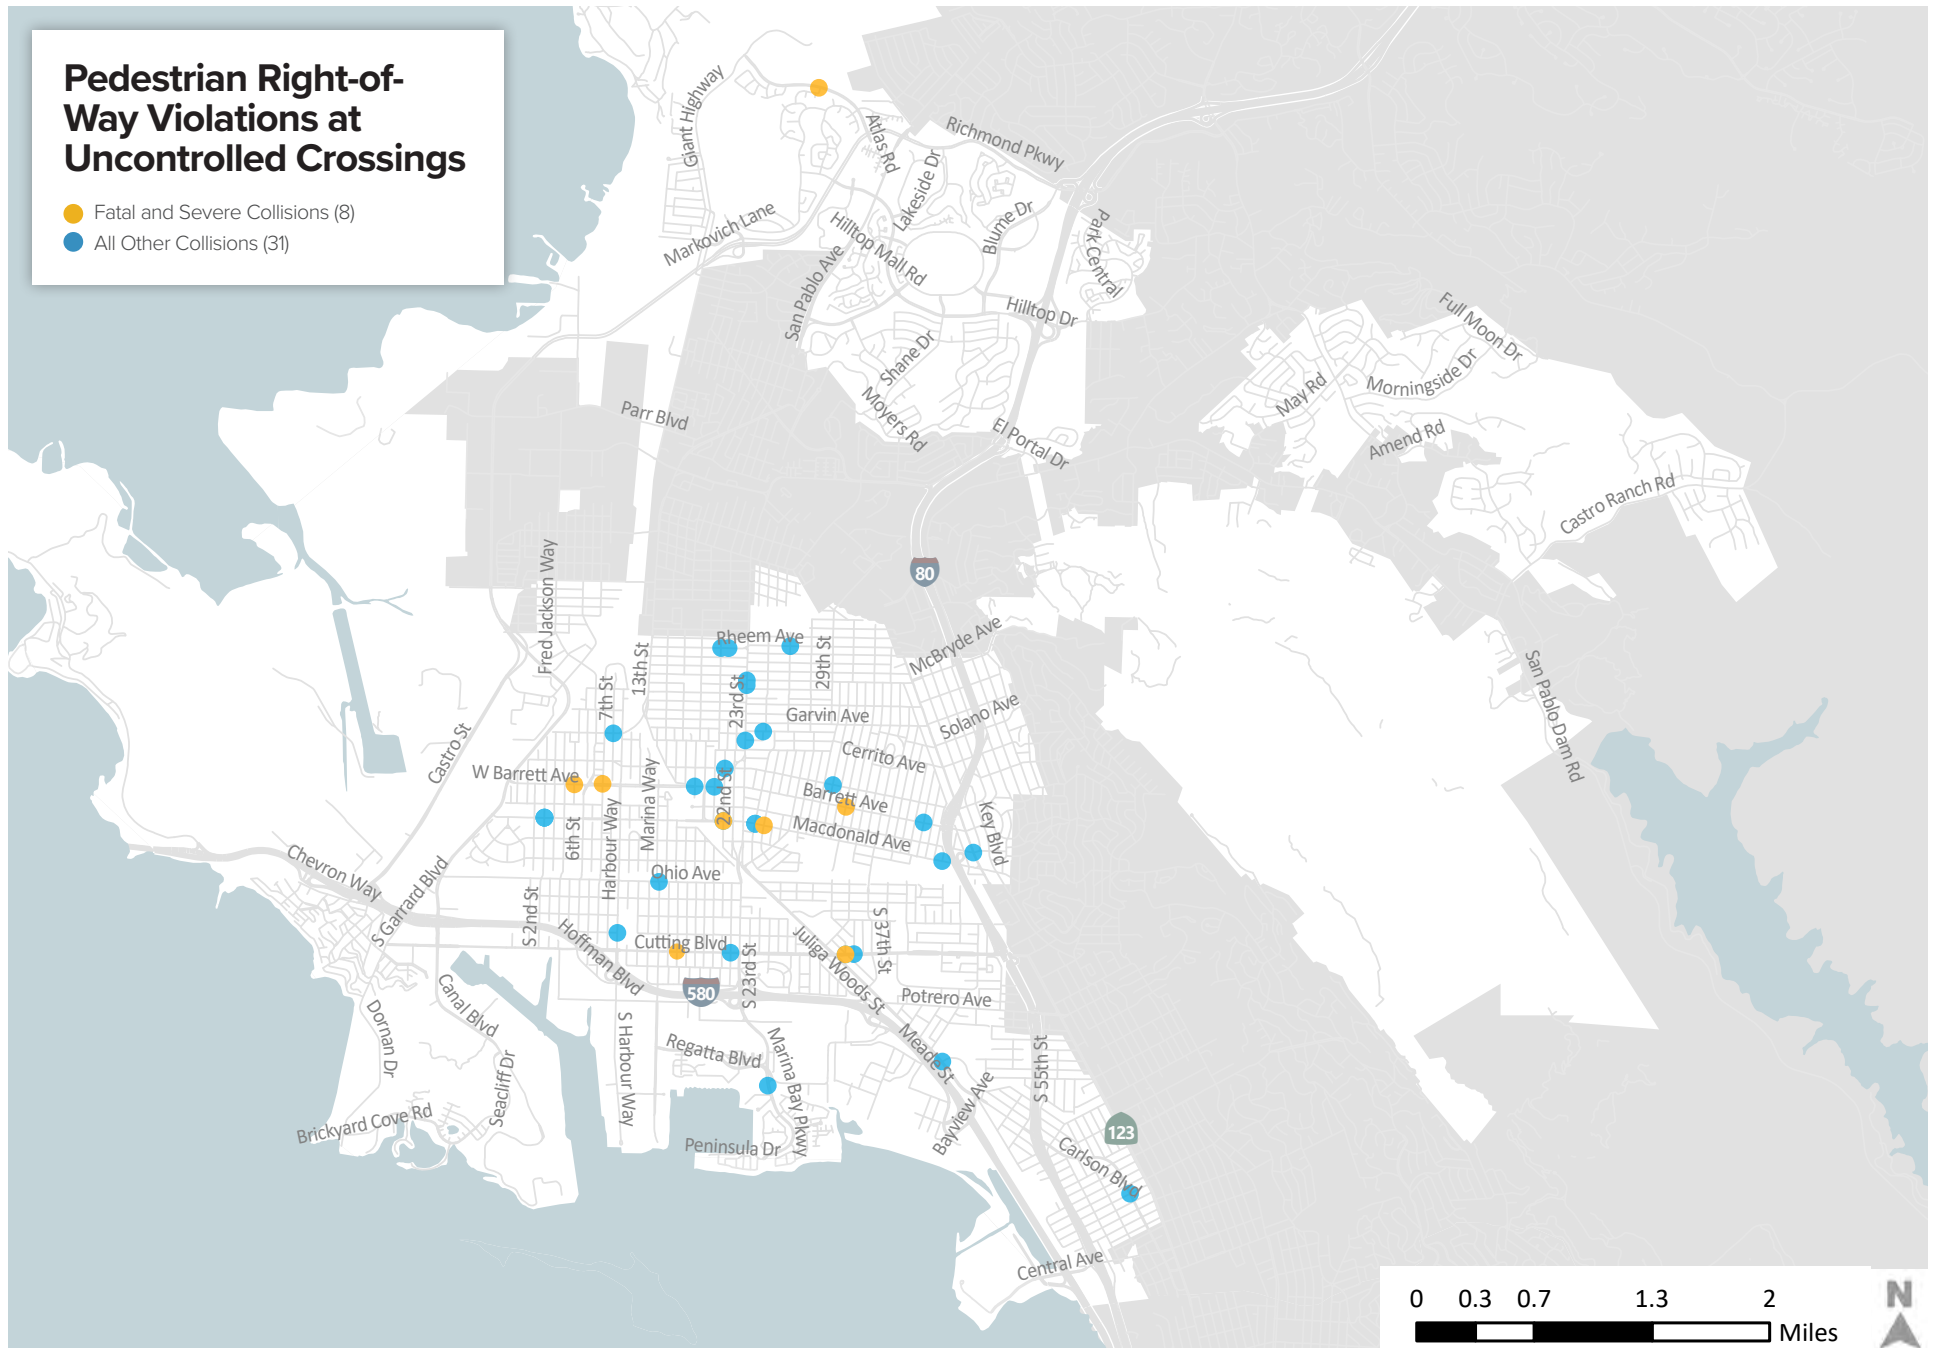 Pedestrian Right-of-
Way Violations at
Uncontrolled Crossings
Fatal and Severe Collisions (8)
All Other Collisions (31)
Giant Highway
Atlas Rd
Richmond Pkwy
Lakeside Dr
Markovich Lane
Hilltop Mall Rd
Blume Dr
Park Central
San Pablo Ave
Hilltop Dr
Shane Dr
Moyers Rd
Parr Blvd
El Portal Dr
Full Moon Dr
Morningside Dr
May Rd
Amend Rd
Castro Ranch Rd
San Pablo Dam Rd
80
Fred Jackson Way
Rheem Ave
McBryde Ave
13th St
29th St
7th St
23rd St
Garvin Ave
Solano Ave
Castro St
Cerrito Ave
W Barrett Ave
Marina Way
22nd St
Barrett Ave
Key Blvd
6th St
Harbour Way
Macdonald Ave
Chevron Way
Ohio Ave
S Garrard Blvd
S 2nd St
Hoffman Blvd
Cutting Blvd
S 23rd St
Juliga Woods St
S 37th St
580
Potrero Ave
Canal Blvd
Dornan Dr
S Harbour Way
Regatta Blvd
Marina Bay Pkwy
Meade St
S 55th St
Seacliff Dr
Brickyard Cove Rd
Peninsula Dr
Bayview Ave
123
Carlson Blvd
Central Ave
0 0.3 0.7 1.3 2
Miles
N